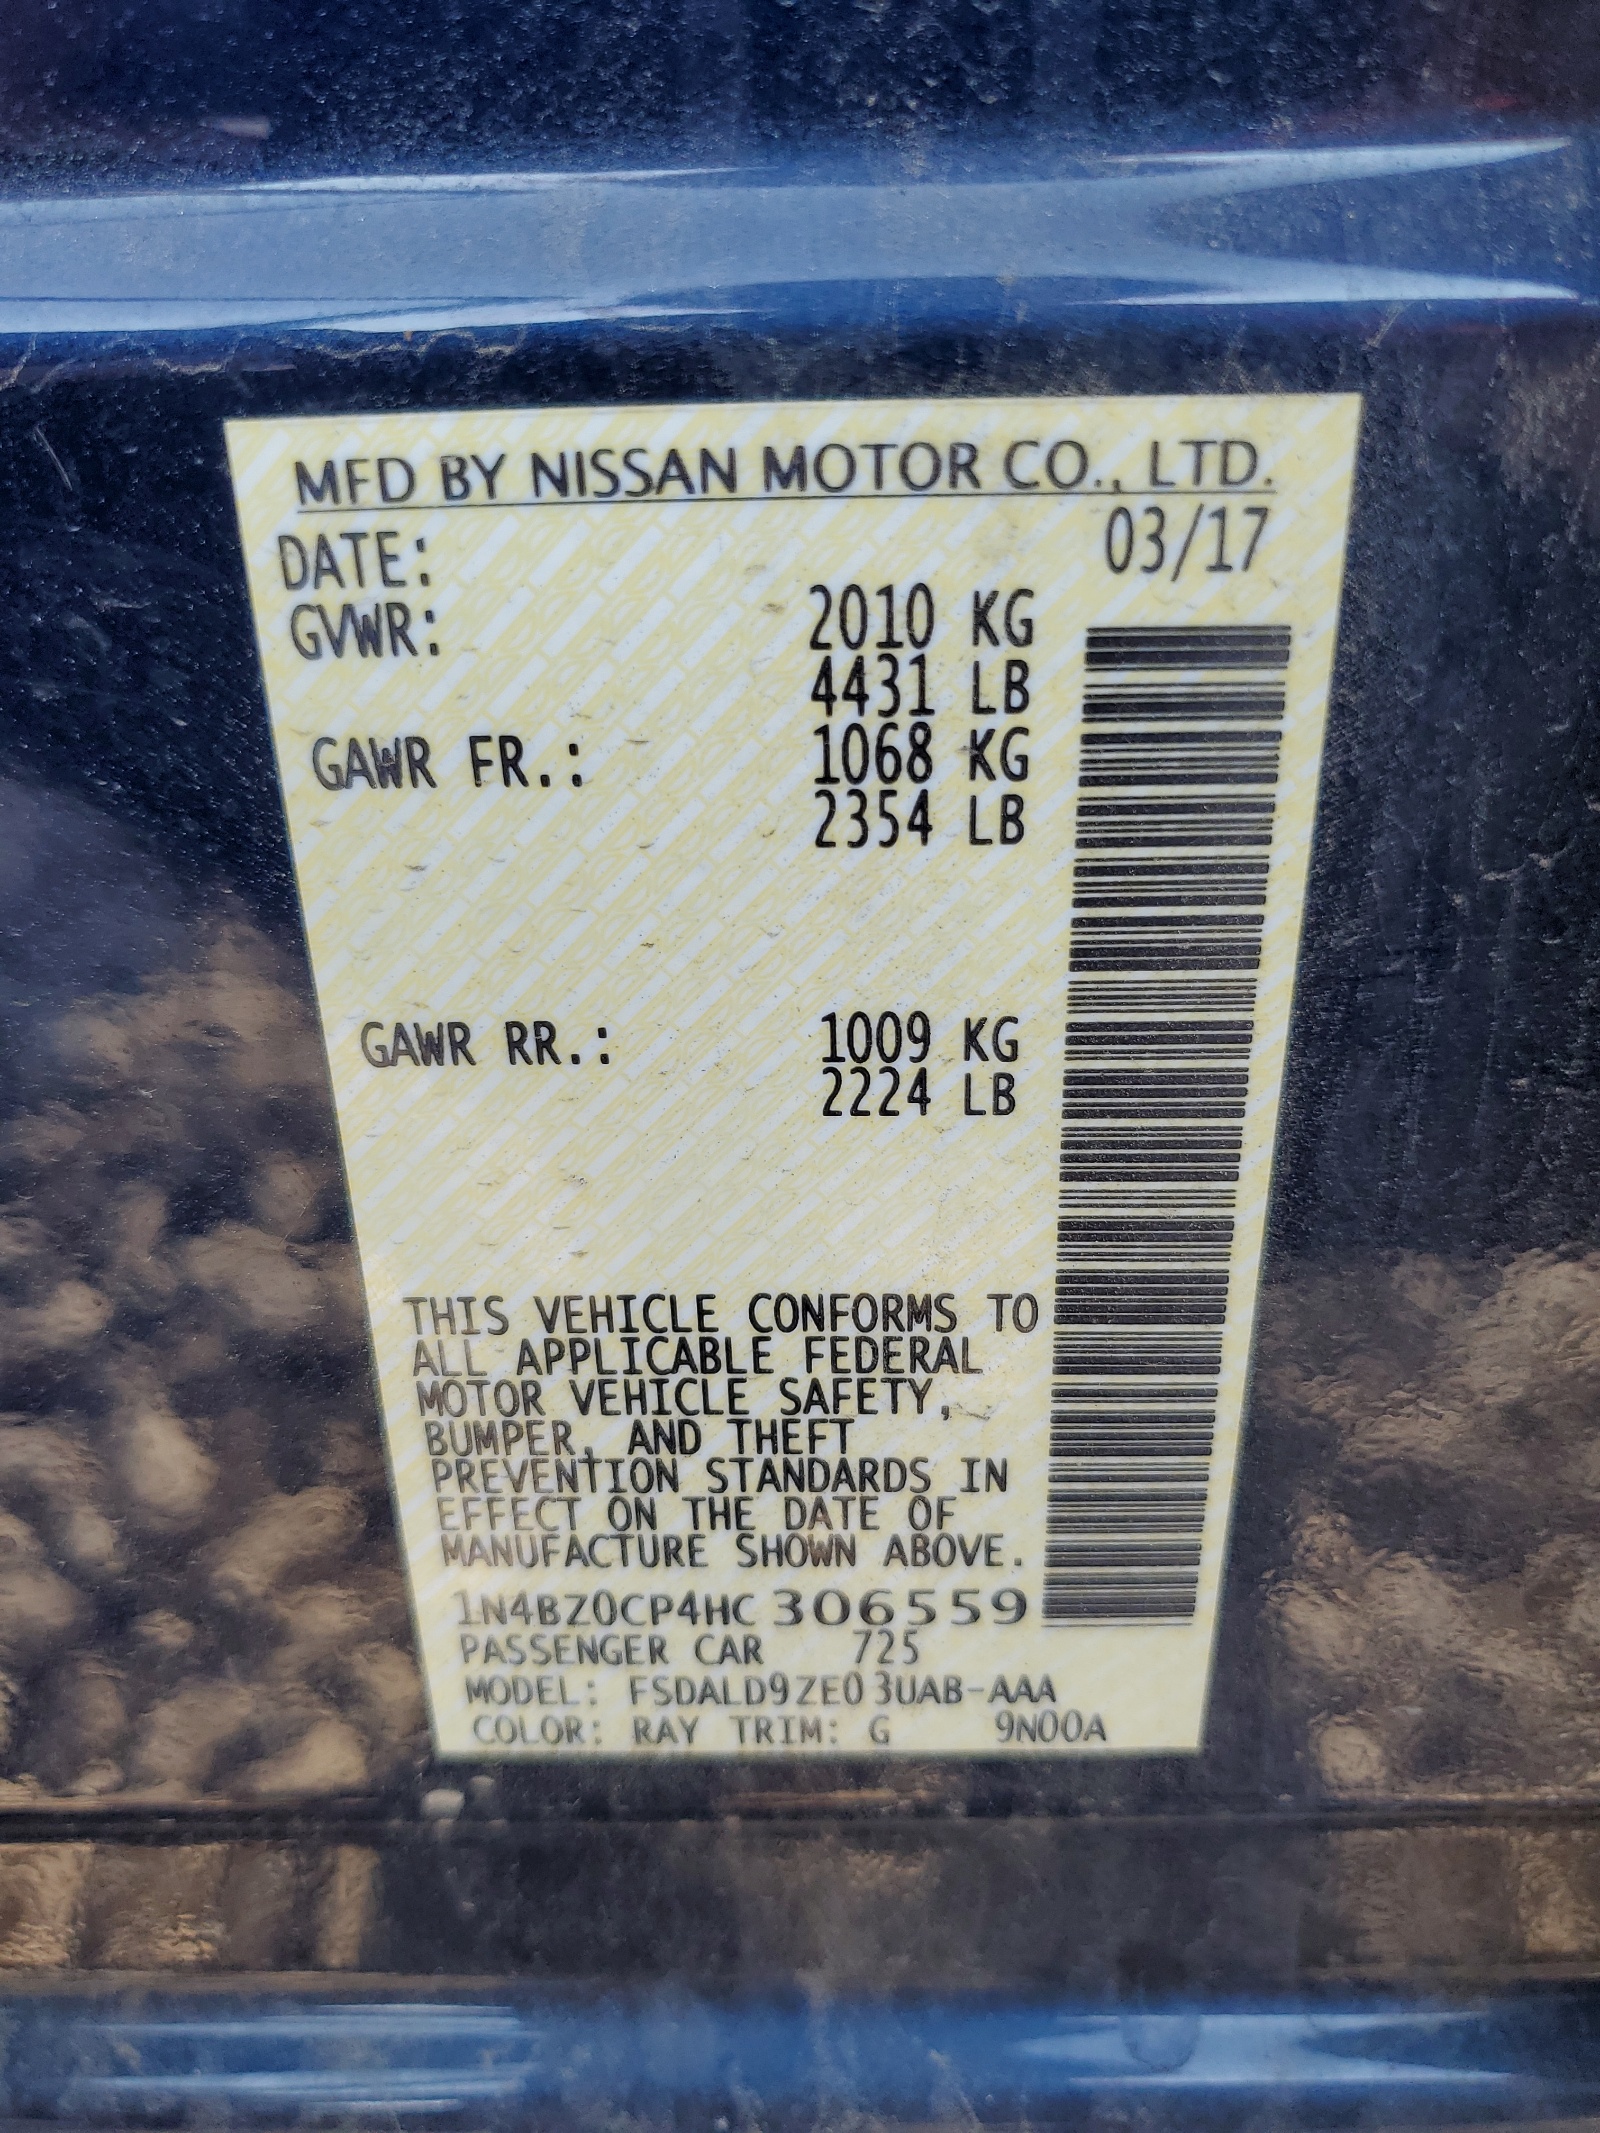 MFD BY NISSAN MOTOR CO., LTD.
DATE: 03/17
GVWR: 2010 KG
4431 LB
GAWR FR.: 1068 KG
2354 LB
GAWR RR.: 1009 KG
2224 LB
THIS VEHICLE CONFORMS TO
ALL APPLICABLE FEDERAL
MOTOR VEHICLE SAFETY,
BUMPER, AND THEFT
PREVENTION STANDARDS IN
EFFECT ON THE DATE OF
MANUFACTURE SHOWN ABOVE.
1N4BZ0CP4HC306559
PASSENGER CAR 725
MODEL: FSDALD9ZE03UAB-AAA
COLOR: RAY TRIM: G 9N00A